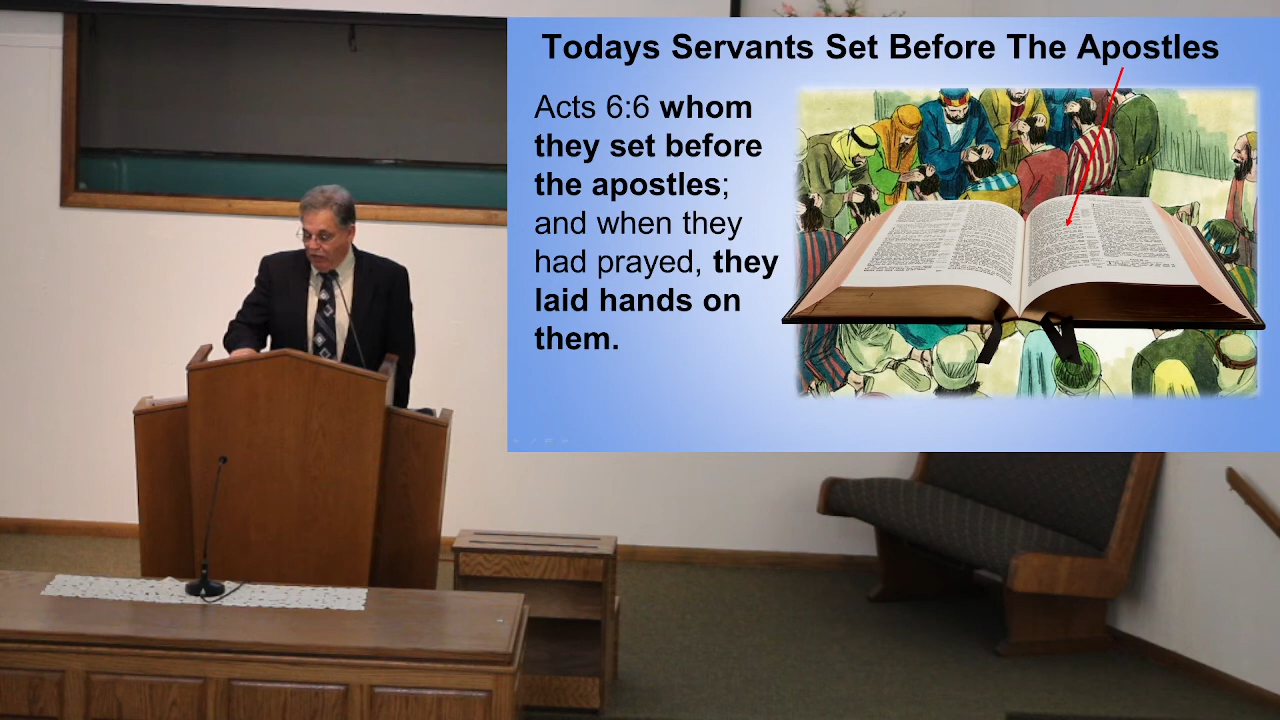 Todays Servants Set Before The Apostles
Acts 6:6 whom
they set before
the apostles;
and when they
had prayed, they
laid hands on
them.